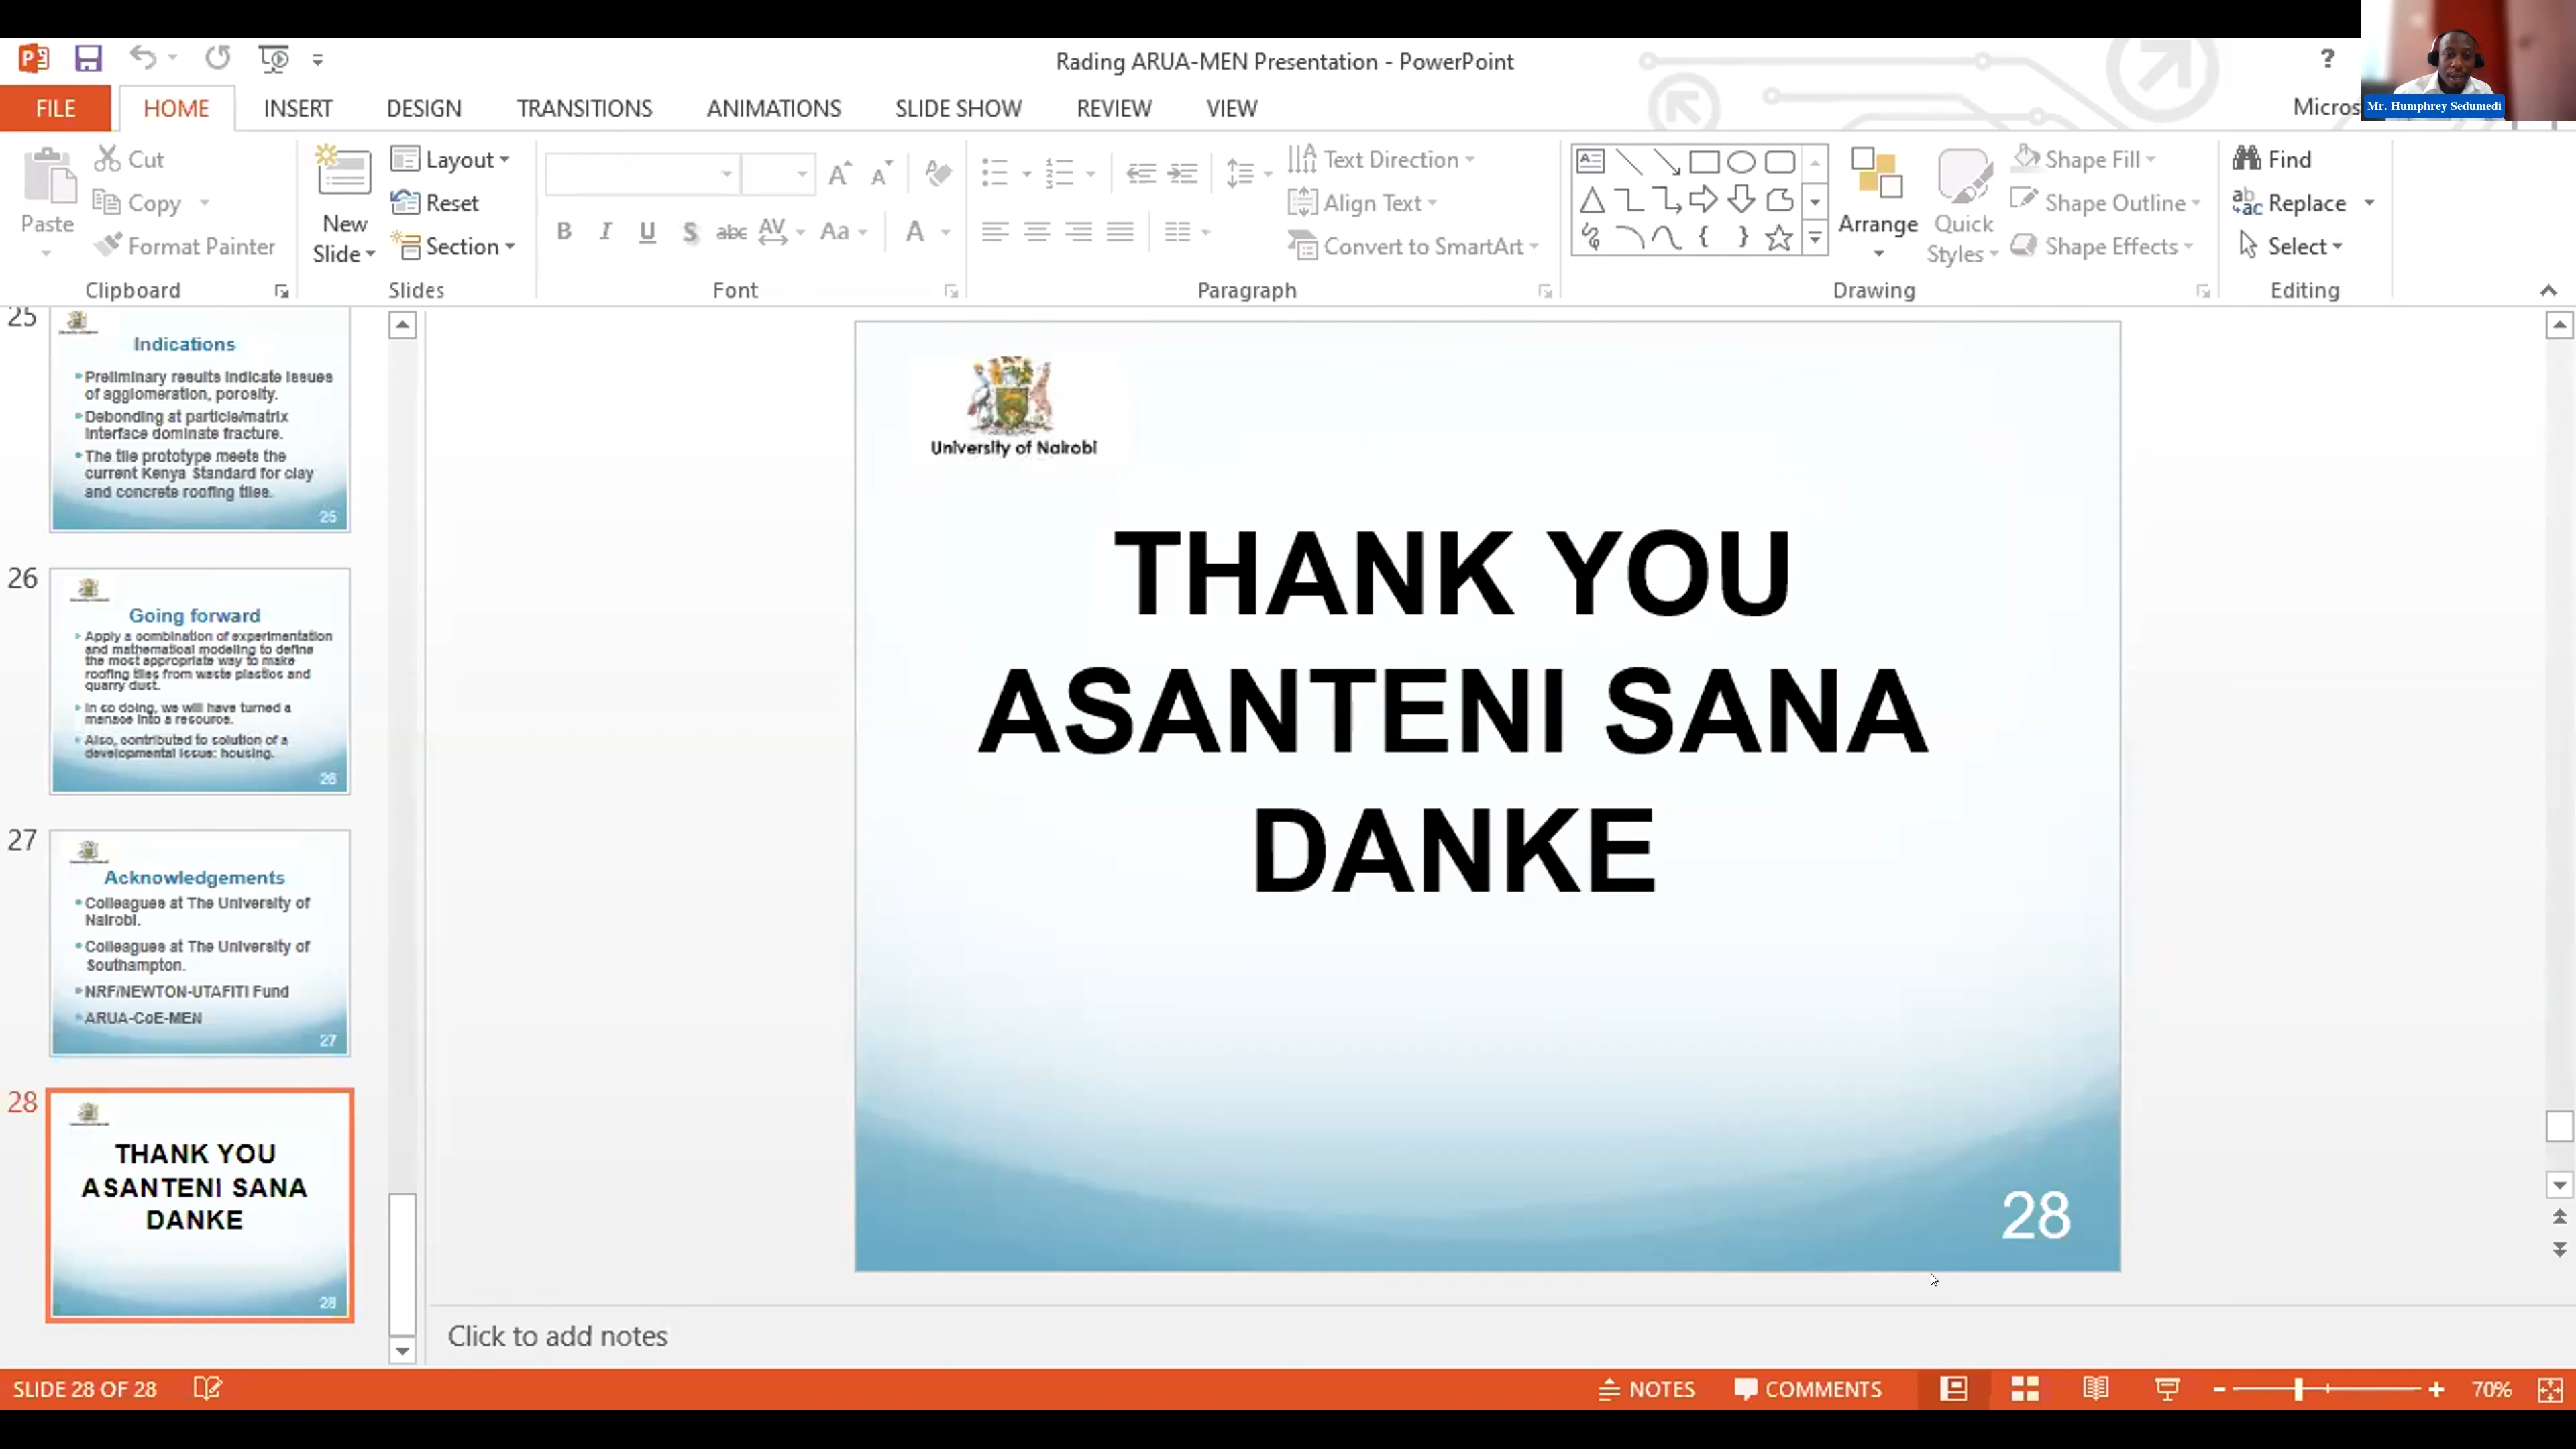 Rading ARUA-MEN Presentation - PowerPoint
?
Micros
Mr. Humphrey Sedumedi
FILE HOME INSERT DESIGN TRANSITIONS ANIMATIONS SLIDE SHOW REVIEW VIEW
Paste
Cut
Copy
Format Painter
Clipboard
New
Slide
Layout
Reset
Section
Slides
B I U S abc AV Aa A
Font
Text Direction
Align Text
Convert to SmartArt
Paragraph
Arrange
Quick
Styles
Shape Fill
Shape Outline
Shape Effects
Drawing
Find
Replace
Select
Editing
25
Indications
Preliminary results indicate issues
of agglomeration, porosity.
Debonding at particle/matrix
interface dominate fracture.
The tile prototype meets the
current Kenya Standard for clay
and concrete roofing tiles.
25
26
Going forward
Apply a combination of experimentation
and mathematical modeling to define
the most appropriate way to make
roofing tiles from waste plastics and
quarry dust.
In so doing, we will have turned a
menace into a resource.
Also, contributed to solution of a
developmental issue: housing.
26
27
Acknowledgements
Colleagues at The University of
Nairobi.
Colleagues at The University of
Southampton.
NRF/NEWTON-UTAFITI Fund
ARUA-CoE-MEN
27
28
THANK YOU
ASANTENI SANA
DANKE
28
University of Nairobi
THANK YOU
ASANTENI SANA
DANKE
28
Click to add notes
SLIDE 28 OF 28
NOTES
COMMENTS
70%